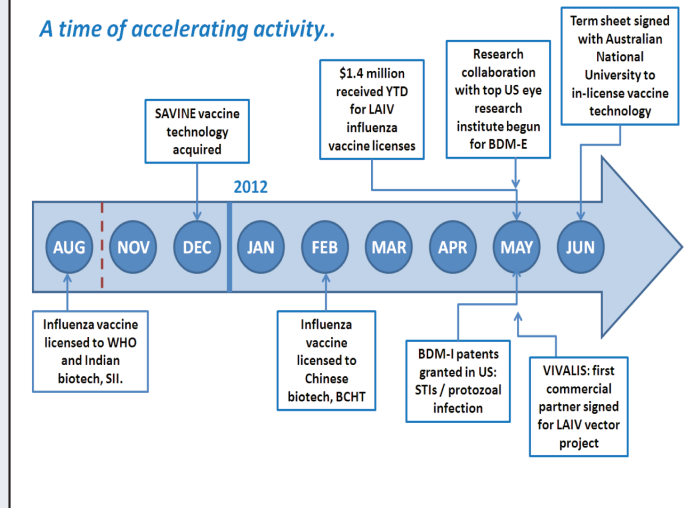 A time of accelerating activity..
SAVINE vaccine
technology
acquired
$1.4 million
received YTD
for LAIV
influenza
vaccine licenses
Research
collaboration
with top US eye
research
institute begun
for BDM-E
Term sheet signed
with Australian
National
University to
in-license vaccine
technology
2012
AUG
NOV
DEC
JAN
FEB
MAR
APR
MAY
JUN
Influenza vaccine
licensed to WHO
and Indian
biotech, SII.
Influenza
vaccine
licensed to
Chinese
biotech, BCHT
BDM-I patents
granted in US:
STIs / protozoal
infection
VIVALIS: first
commercial
partner signed
for LAIV vector
project